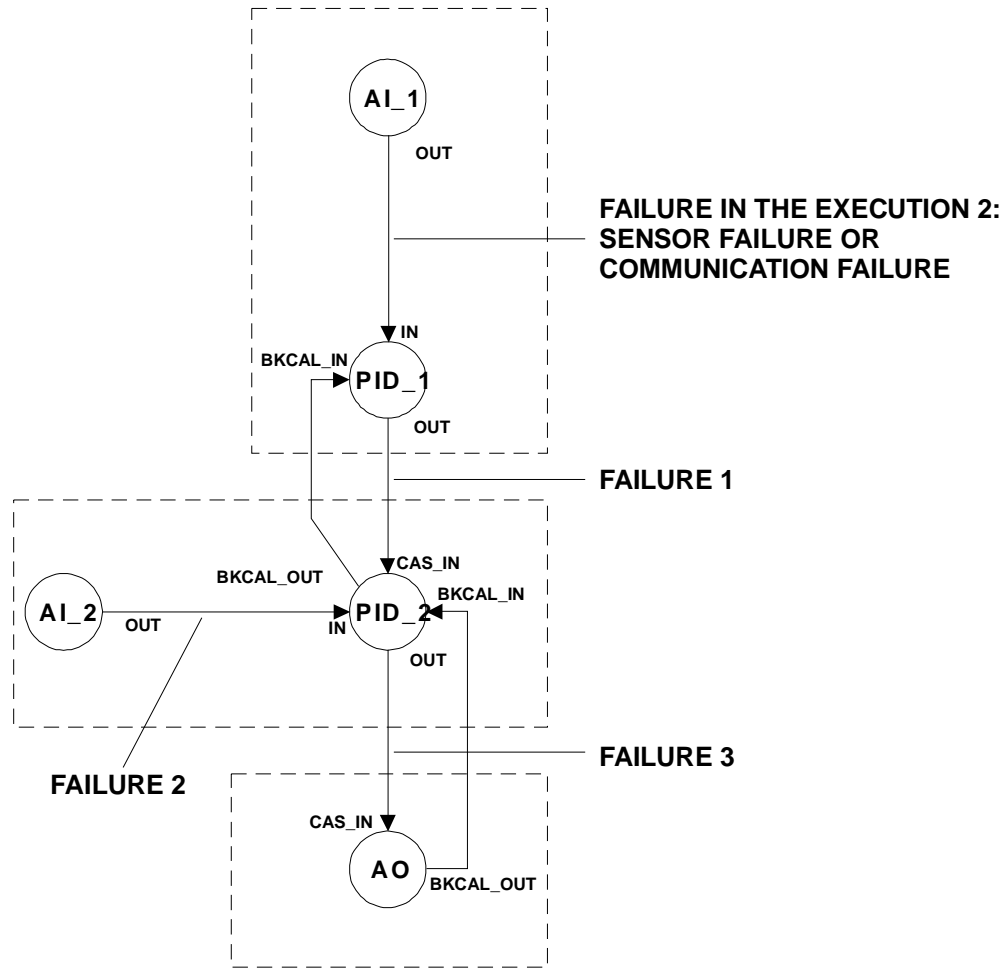 AI_1
OUT
FAILURE IN THE EXECUTION 2:
SENSOR FAILURE OR
COMMUNICATION FAILURE
IN
BKCAL_IN
PID_1
OUT
FAILURE 1
CAS_IN
BKCAL_OUT
BKCAL_IN
AI_2
OUT
IN
PID_2
OUT
FAILURE 2
FAILURE 3
CAS_IN
AO
BKCAL_OUT